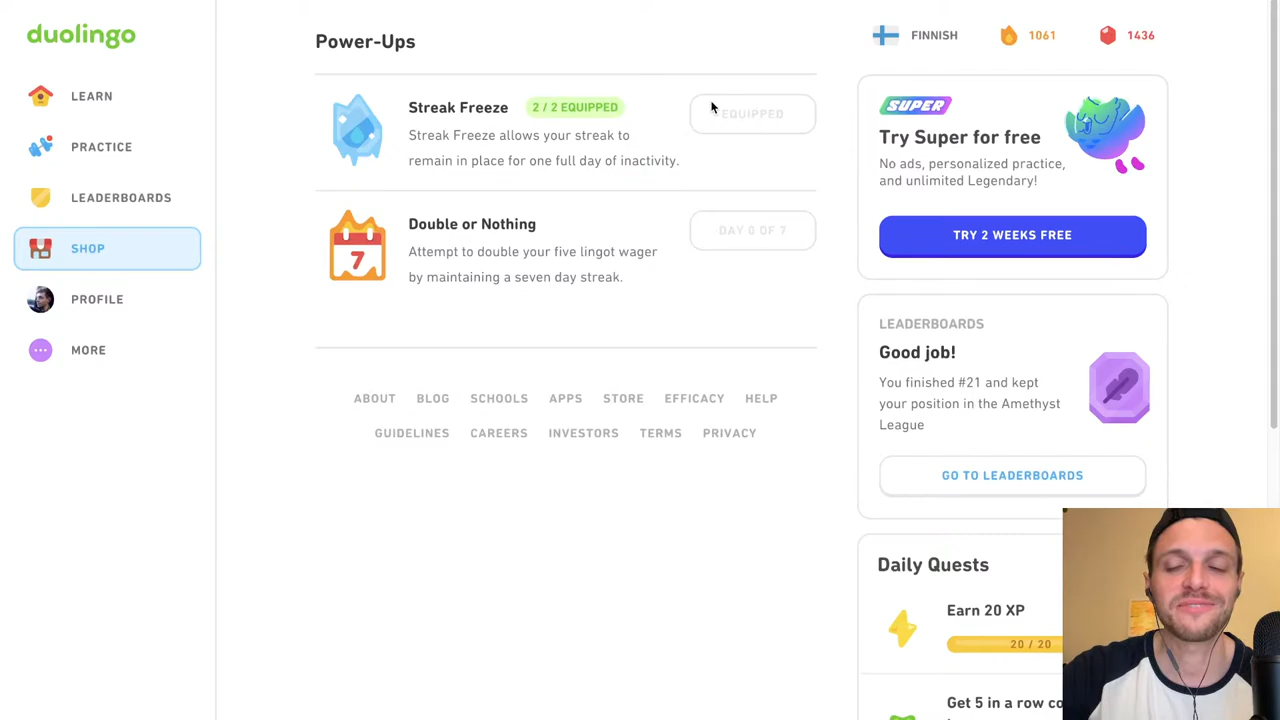 duolingo
LEARN
PRACTICE
LEADERBOARDS
SHOP
PROFILE
MORE
Power-Ups
Streak Freeze 2 / 2 EQUIPPED
Streak Freeze allows your streak to
remain in place for one full day of inactivity.
EQUIPPED
7
Double or Nothing
Attempt to double your five lingot wager
by maintaining a seven day streak.
DAY 0 OF 7
ABOUT BLOG SCHOOLS APPS STORE EFFICACY HELP
GUIDELINES CAREERS INVESTORS TERMS PRIVACY
FINNISH 1061 1436
SUPER
Try Super for free
No ads, personalized practice,
and unlimited Legendary!
TRY 2 WEEKS FREE
LEADERBOARDS
Good job!
You finished #21 and kept
your position in the Amethyst
League
GO TO LEADERBOARDS
Daily Quests
Earn 20 XP
20 / 20
Get 5 in a row co